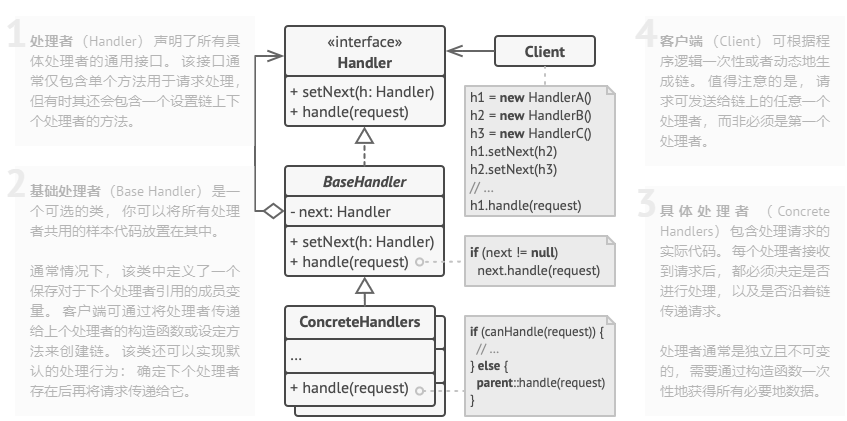 1
处理者 （Handler） 声明了所有具
体处理者的通用接口。 该接口通
常仅包含单个方法用于请求处理，
但有时其还会包含一个设置链上下
个处理者的方法。
«interface»
Handler
+ setNext(h: Handler)
+ handle(request)
Client
h1 = new HandlerA()
h2 = new HandlerB()
h3 = new HandlerC()
h1.setNext(h2)
h2.setNext(h3)
// ...
h1.handle(request)
4
客户端 （Client） 可根据程
序逻辑一次性或者动态地生
成链。 值得注意的是， 请
求可发送给链上的任意一个
处理者， 而非必须是第一个
处理者。
2
基础处理者 （Base Handler） 是一
个可选的类， 你可以将所有处理
者共用的样本代码放置在其中。
通常情况下， 该类中定义了一个
保存对于下个处理者引用的成员变
量。 客户端可通过将处理者传递
给上个处理者的构造函数或设定方
法来创建链。 该类还可以实现默
认的处理行为： 确定下个处理者
存在后再将请求传递给它。
BaseHandler
- next: Handler
+ setNext(h: Handler)
+ handle(request)
if (next != null)
next.handle(request)
3
具体处理者 （Concrete
Handlers） 包含处理请求的
实际代码。 每个处理者接收
到请求后， 都必须决定是否
进行处理， 以及是否沿着链
传递请求。
处理者通常是独立且不可变
的， 需要通过构造函数一次
性地获得所有必要地数据。
ConcreteHandlers
...
+ handle(request)
if (canHandle(request)) {
// ...
} else {
parent::handle(request)
}